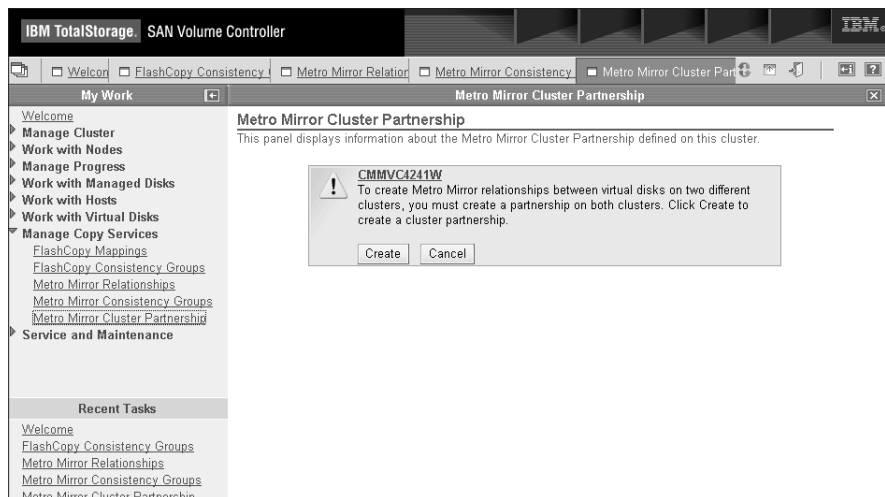 IBM TotalStorage. SAN Volume Controller
IBM
Welcon
FlashCopy Consistency
Metro Mirror Relation
Metro Mirror Consistency
Metro Mirror Cluster Part
My Work
Metro Mirror Cluster Partnership
Welcome
Manage Cluster
Work with Nodes
Manage Progress
Work with Managed Disks
Work with Hosts
Work with Virtual Disks
Manage Copy Services
FlashCopy Mappings
FlashCopy Consistency Groups
Metro Mirror Relationships
Metro Mirror Consistency Groups
Metro Mirror Cluster Partnership
Service and Maintenance
Recent Tasks
Welcome
FlashCopy Consistency Groups
Metro Mirror Relationships
Metro Mirror Consistency Groups
Metro Mirror Cluster Partnership
Metro Mirror Cluster Partnership
This panel displays information about the Metro Mirror Cluster Partnership defined on this cluster.
CMMVC4241W
To create Metro Mirror relationships between virtual disks on two different
clusters, you must create a partnership on both clusters. Click Create to
create a cluster partnership.
Create
Cancel